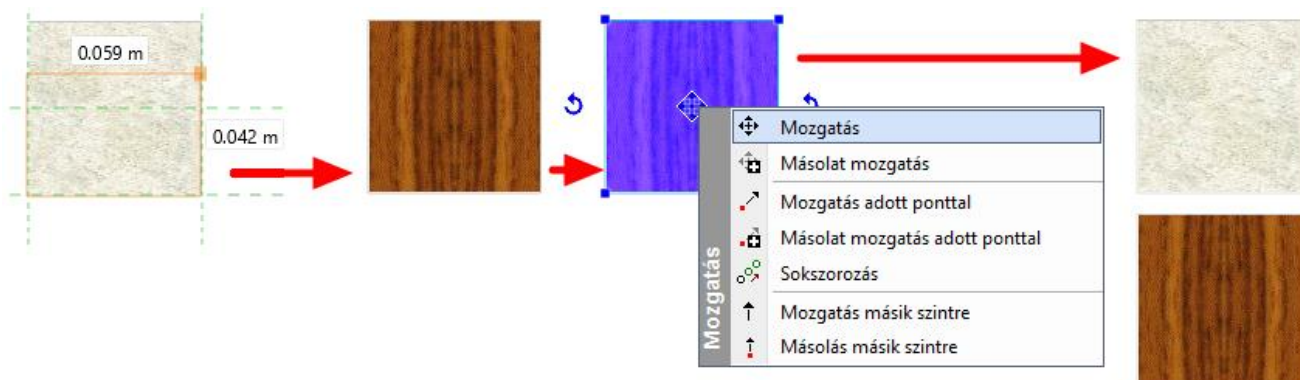 0.059 m
0.042 m
Mozgatás
Mozgatás
Másolat mozgatás
Mozgatás adott ponttal
Másolat mozgatás adott ponttal
Sokszorozás
Mozgatás másik szintre
Másolás másik szintre